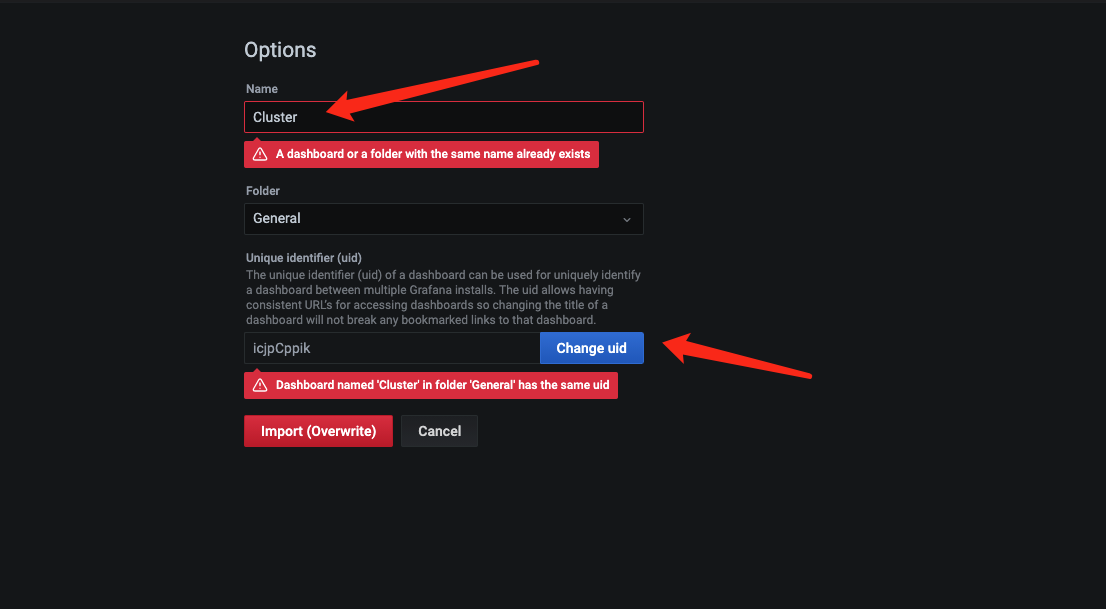 Options
Name
Cluster
A dashboard or a folder with the same name already exists
Folder
General
Unique identifier (uid)
The unique identifier (uid) of a dashboard can be used for uniquely identify
a dashboard between multiple Grafana installs. The uid allows having
consistent URL's for accessing dashboards so changing the title of a
dashboard will not break any bookmarked links to that dashboard.
icjpCppik
Change uid
Dashboard named 'Cluster' in folder 'General' has the same uid
Import (Overwrite)
Cancel